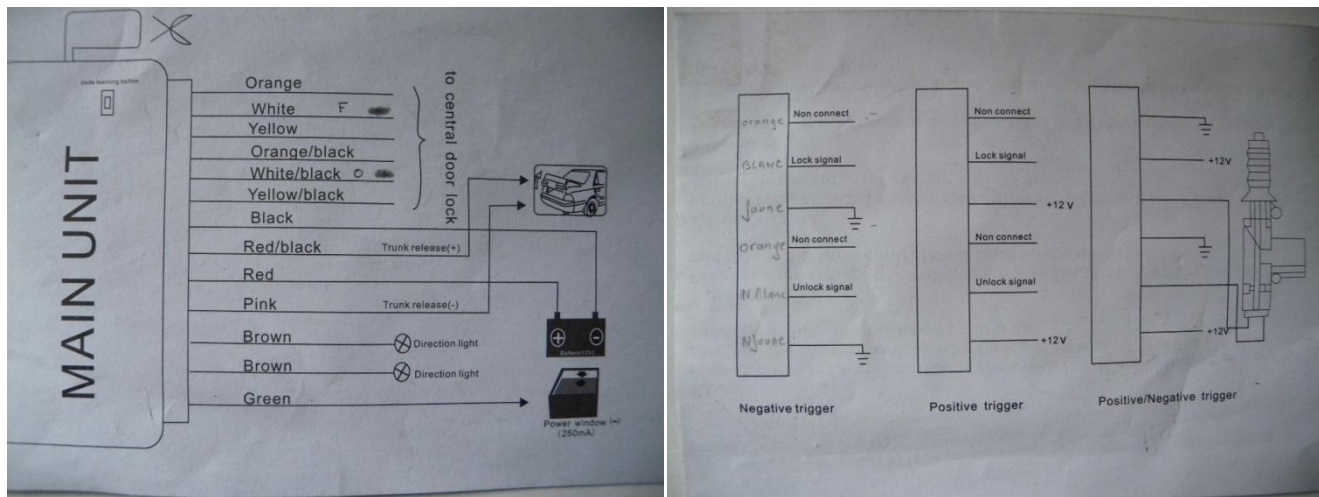 code learning button
MAIN UNIT
Orange
White F
Yellow
Orange/black
White/black O
Yellow/black
Black
Red/black Trunk release(+)
Red
Pink Trunk release(-)
Brown Direction light
Brown Direction light
Green
to central door lock
Battery(12V)
Power window (-)
(250mA)
orange Non connect
BLANC Lock signal
Jaune
orange Non connect
N Blanc Unlock signal
N Jaune
Negative trigger
Non connect
Lock signal
+12 V
Non connect
Unlock signal
+12V
Positive trigger
+12V
+12V
Positive/Negative trigger